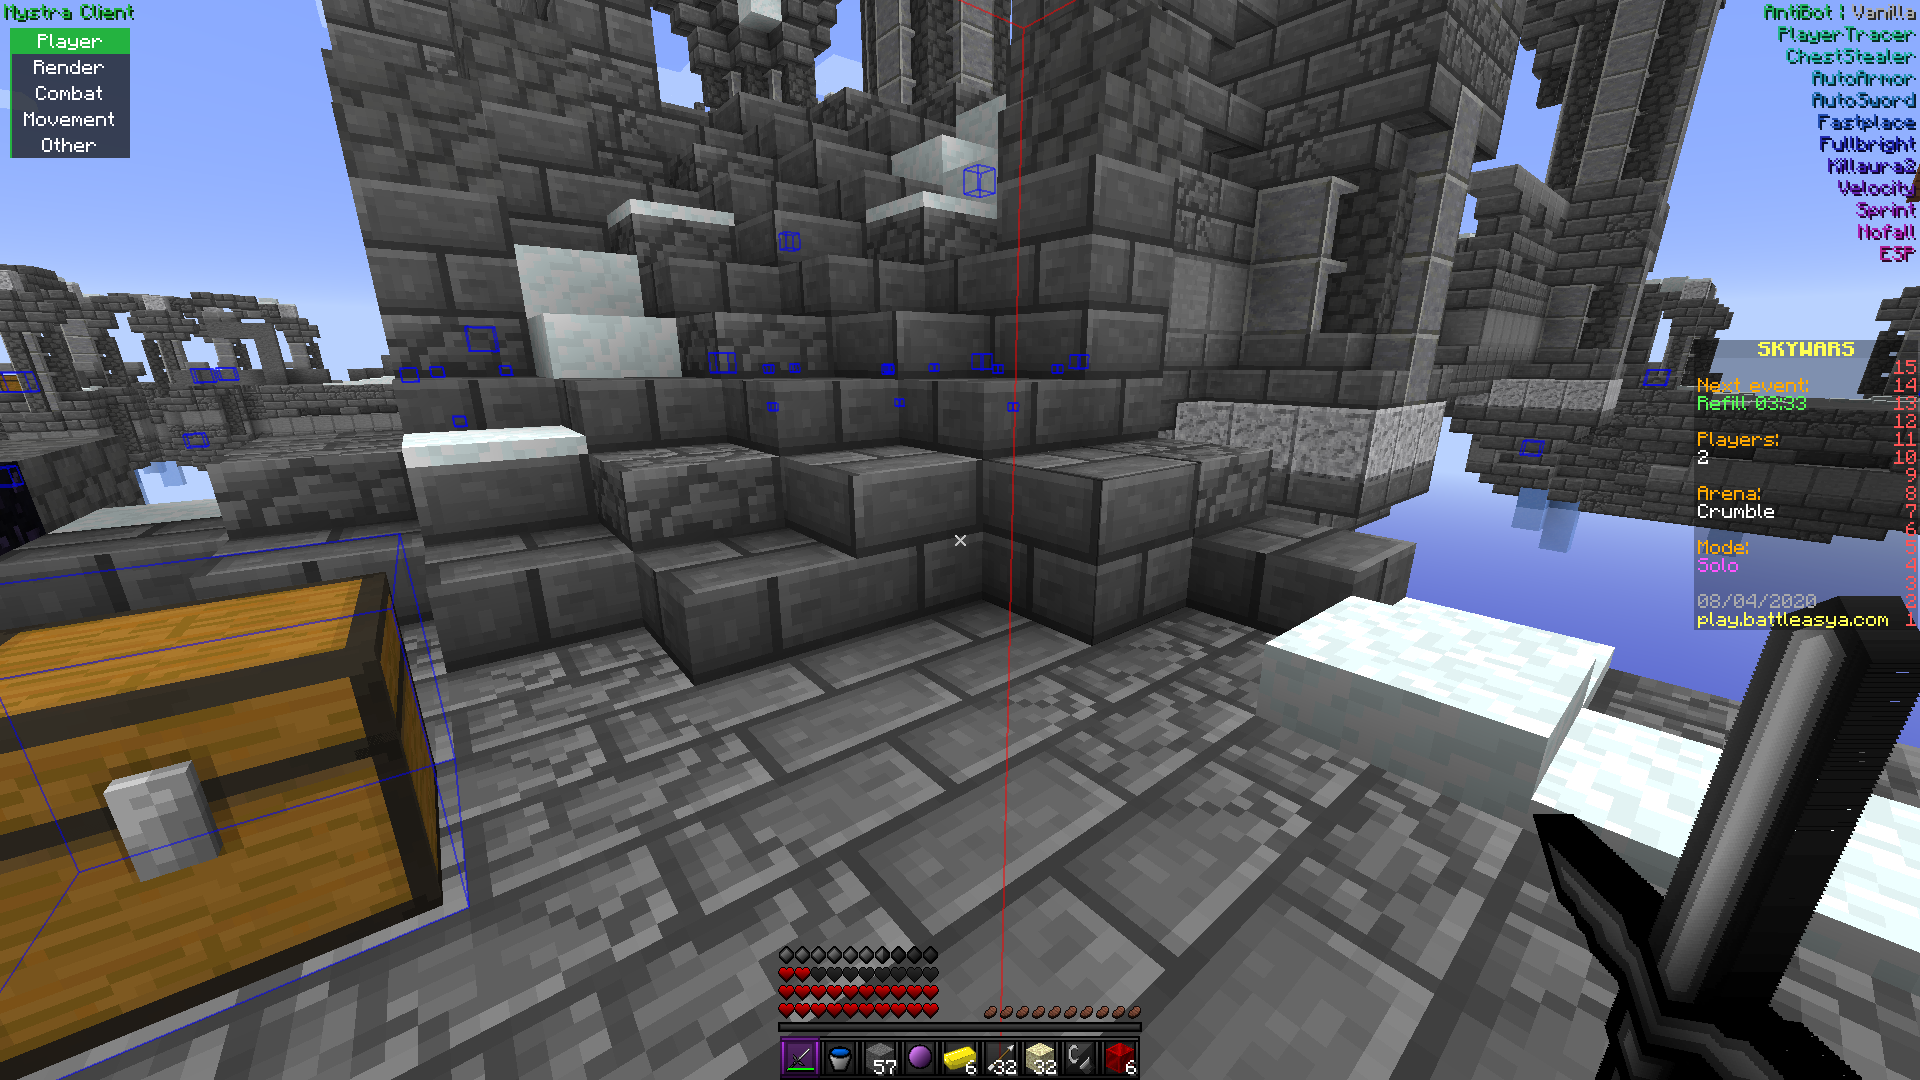 Mystra Client
Player
Render
Combat
Movement
Other
AntiBot | Vanilla
PlayerTracer
ChestStealer
AutoArmor
AutoSword
Fastplace
Fullbright
Killaura2
Velocity
Sprint
Nofall
ESP
SKYWARS
15
Next event: 14
Refill 03:33 13
12
Players: 11
2 10
9
Arena: 8
Crumble 7
6
Mode: 5
Solo 4
3
08/04/2020 2
play.battleasya.com 1
57 6 32 32 6